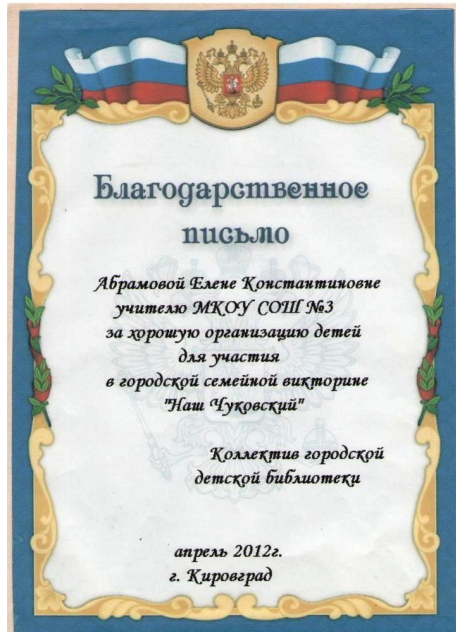 Благодарственное
письмо
Абрамовой Елене Константиновне
учителю МКОУ СОШ №3
за хорошую организацию детей
для участия
в городской семейной викторине
"Наш Чуковский"
Коллектив городской
детской библиотеки
апрель 2012г.
г. Кировград